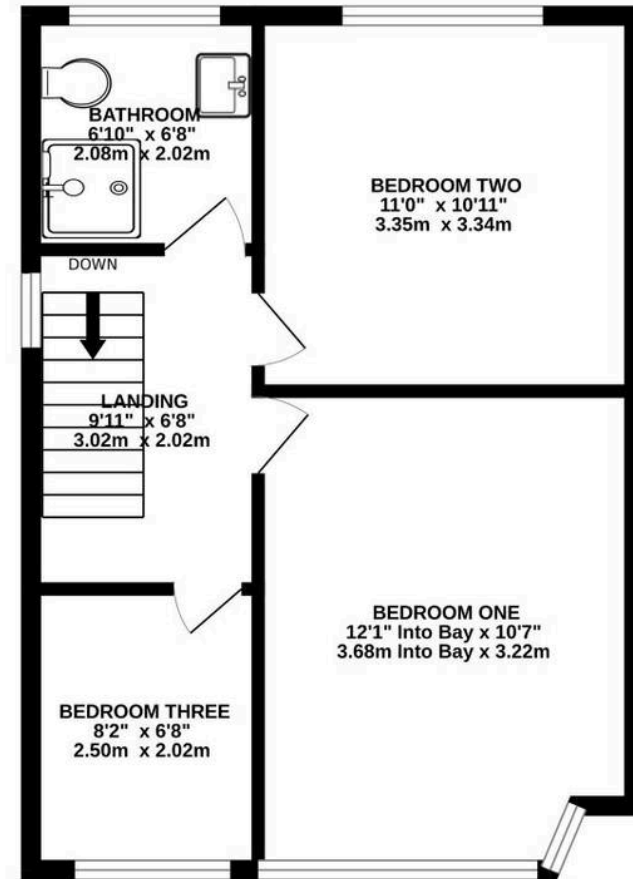 BATHROOM
6'10" x 6'8"
2.08m x 2.02m
BEDROOM TWO
11'0" x 10'11"
3.35m x 3.34m
DOWN
LANDING
9'11" x 6'8"
3.02m x 2.02m
BEDROOM ONE
12'1" Into Bay x 10'7"
3.68m Into Bay x 3.22m
BEDROOM THREE
8'2" x 6'8"
2.50m x 2.02m